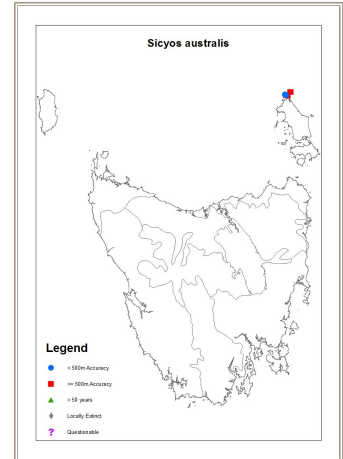 Sicyos australis
Legend
< 500m Accuracy
>= 500m Accuracy
> 50 years
Locally Extinct
? Questionable